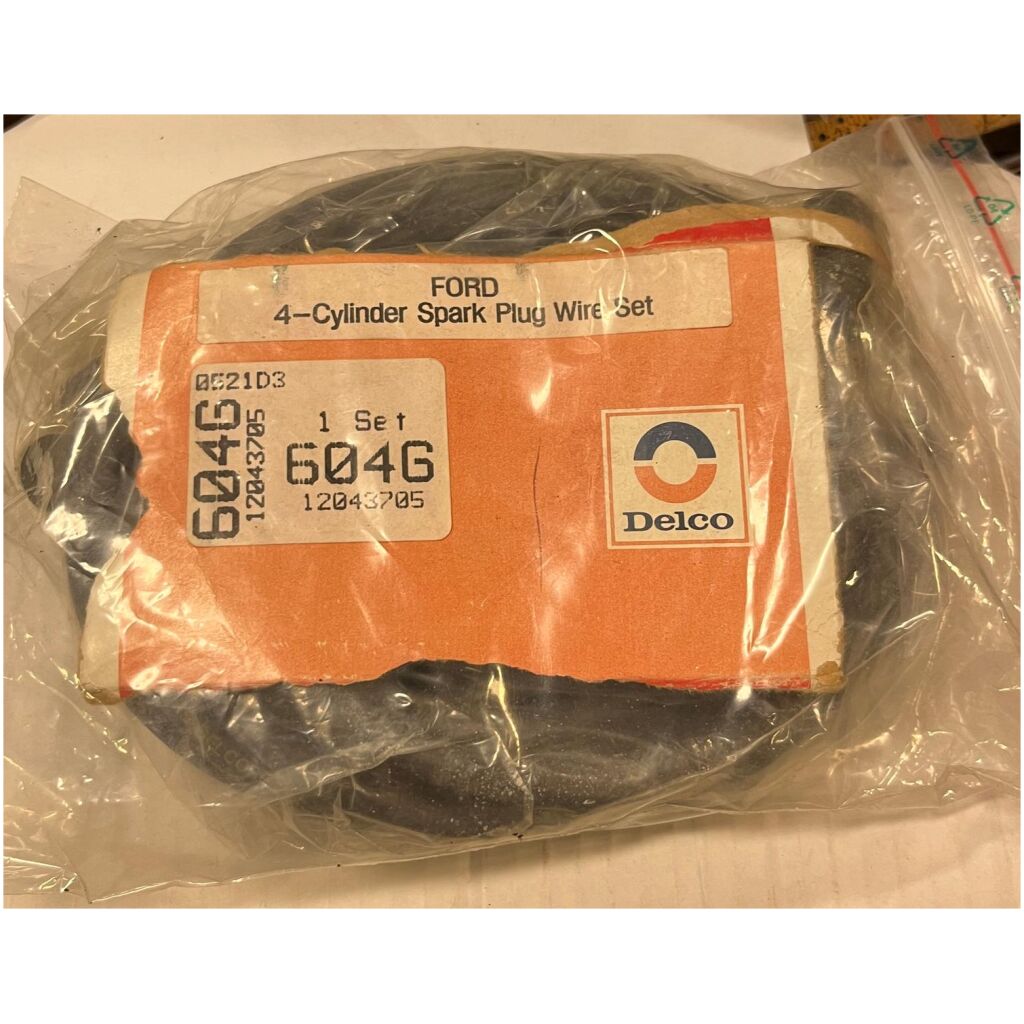 FORD
4-Cylinder Spark Plug Wire Set
0521D3
604G
12043705
1 Set
604G
12043705
Delco